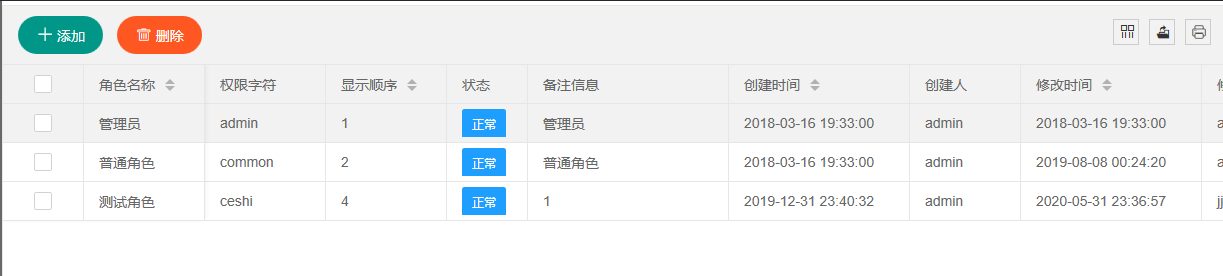 添加 删除
角色名称 权限字符 显示顺序 状态 备注信息 创建时间 创建人 修改时间
管理员 admin 1 正常 管理员 2018-03-16 19:33:00 admin 2018-03-16 19:33:00
普通角色 common 2 正常 普通角色 2018-03-16 19:33:00 admin 2019-08-08 00:24:20
测试角色 ceshi 4 正常 1 2019-12-31 23:40:32 admin 2020-05-31 23:36:57